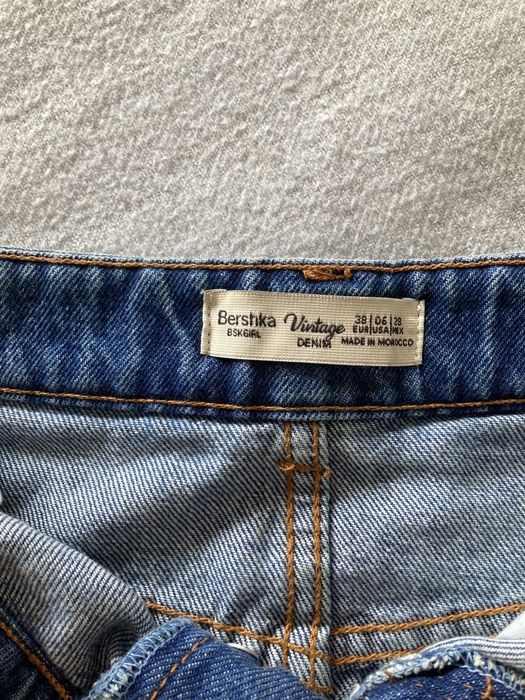 Bershka Vintage 38|06|28
BSKGIRL DENIM EUR|USA|MEX
MADE IN MOROCCO